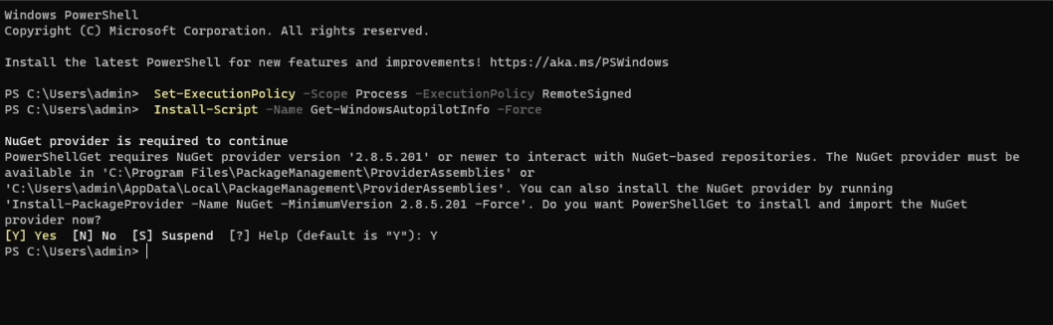 Windows PowerShell
Copyright (C) Microsoft Corporation. All rights reserved.
Install the latest PowerShell for new features and improvements! https://aka.ms/PSWindows
PS C:\Users\admin>  Set-ExecutionPolicy -Scope Process -ExecutionPolicy RemoteSigned
PS C:\Users\admin>  Install-Script -Name Get-WindowsAutopilotInfo -Force
NuGet provider is required to continue
PowerShellGet requires NuGet provider version '2.8.5.201' or newer to interact with NuGet-based repositories. The NuGet provider must be
available in 'C:\Program Files\PackageManagement\ProviderAssemblies' or
'C:\Users\admin\AppData\Local\PackageManagement\ProviderAssemblies'. You can also install the NuGet provider by running
'Install-PackageProvider -Name NuGet -MinimumVersion 2.8.5.201 -Force'. Do you want PowerShellGet to install and import the NuGet
provider now?
[Y] Yes  [N] No  [S] Suspend  [?] Help (default is "Y"): Y
PS C:\Users\admin>